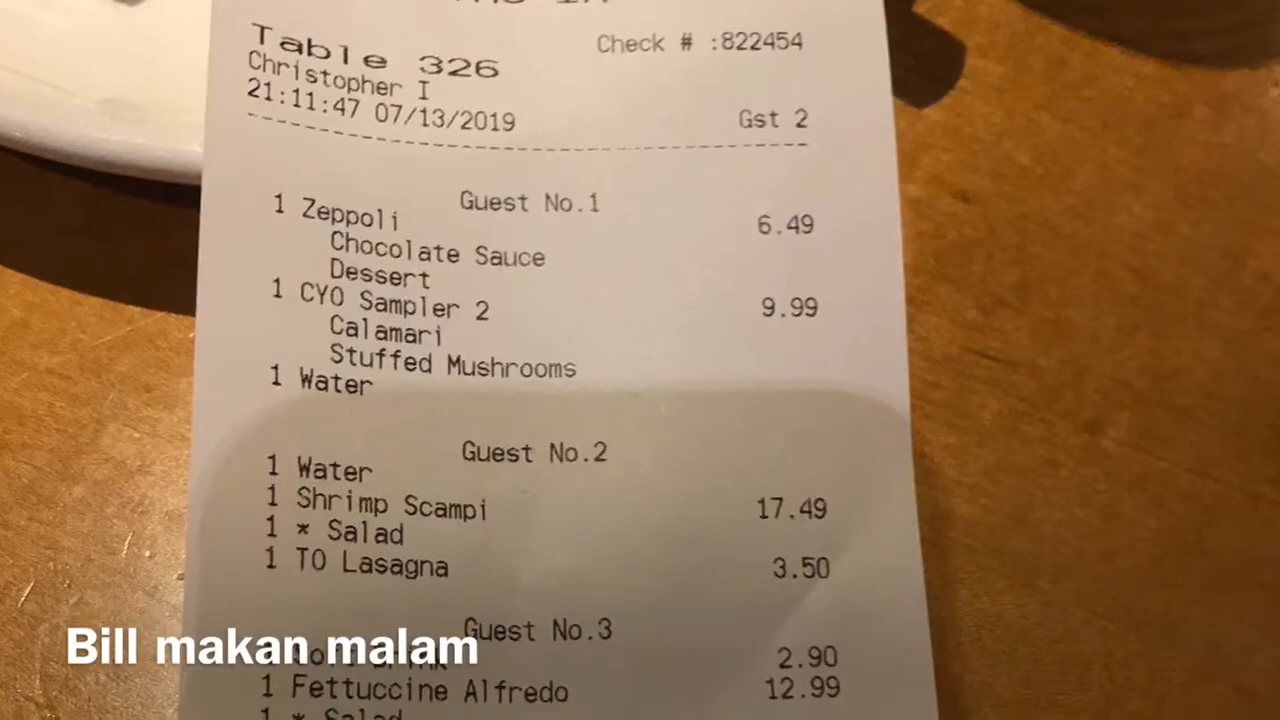 Table 326
Check # :822454
Christopher I
21:11:47 07/13/2019
Gst 2
Guest No.1
1 Zeppoli 6.49
Chocolate Sauce
Dessert
1 CYO Sampler 2 9.99
Calamari
Stuffed Mushrooms
1 Water
Guest No.2
1 Water
1 Shrimp Scampi 17.49
1 * Salad
1 TO Lasagna 3.50
Guest No.3
2.90
Bill makan malam
1 Fettuccine Alfredo 12.99
1 * Salad